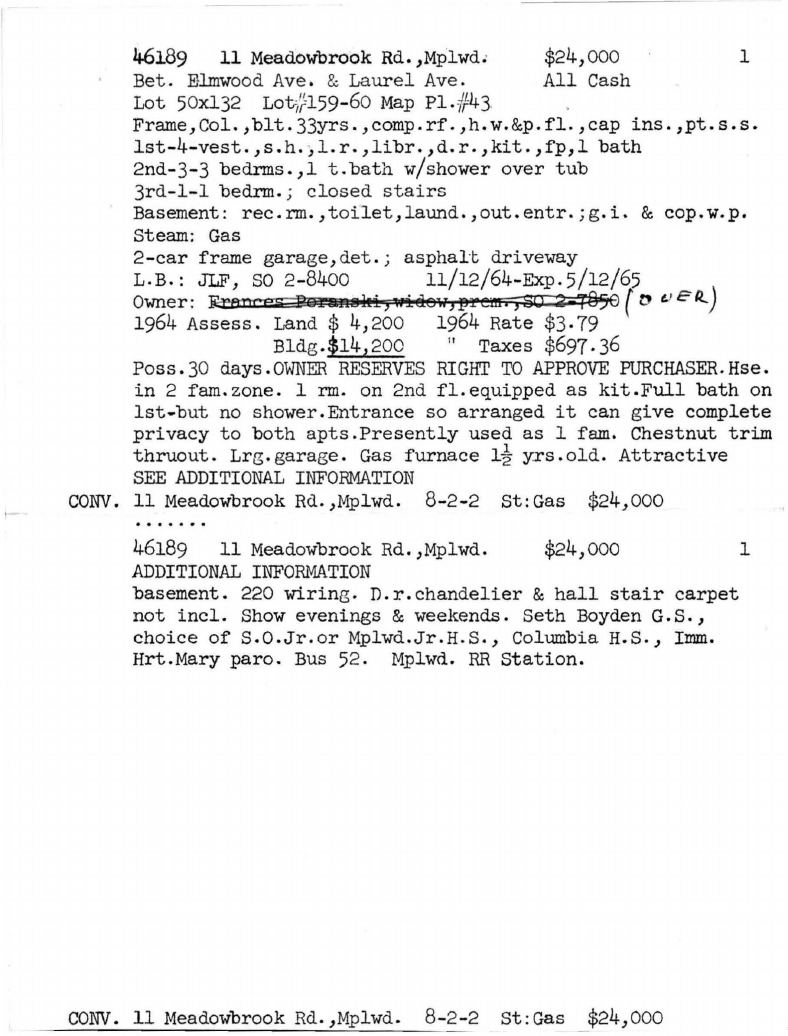 46189 11 Meadowbrook Rd.,Mplwd. $24,000 1
Bet. Elmwood Ave. & Laurel Ave. All Cash
Lot 50x132 Lot#159-60 Map Pl.#43
Frame,Col.,blt.33yrs.,comp.rf.,h.w.&p.fl.,cap ins.,pt.s.s.
1st-4-vest.,s.h.,l.r.,libr.,d.r.,kit.,fp,1 bath
2nd-3-3 bedrms.,1 t.bath w/shower over tub
3rd-1-1 bedrm.; closed stairs
Basement: rec.rm.,toilet,laund.,out.entr.;g.i. & cop.w.p.
Steam: Gas
2-car frame garage,det.; asphalt driveway
L.B.: JLF, SO 2-8400 11/12/64-Exp.5/12/65
Owner: Frances Poranski,widow,prem.,SO 2-7850 (OVER)
1964 Assess. Land $ 4,200 1964 Rate $3.79
Bldg.$14,200 " Taxes $697.36
Poss.30 days.OWNER RESERVES RIGHT TO APPROVE PURCHASER.Hse.
in 2 fam.zone. 1 rm. on 2nd fl.equipped as kit.Full bath on
1st-but no shower.Entrance so arranged it can give complete
privacy to both apts.Presently used as 1 fam. Chestnut trim
thruout. Lrg.garage. Gas furnace 1½ yrs.old. Attractive
SEE ADDITIONAL INFORMATION
CONV. 11 Meadowbrook Rd.,Mplwd. 8-2-2 St:Gas $24,000
.......
46189 11 Meadowbrook Rd.,Mplwd. $24,000 1
ADDITIONAL INFORMATION
basement. 220 wiring. D.r.chandelier & hall stair carpet
not incl. Show evenings & weekends. Seth Boyden G.S.,
choice of S.O.Jr.or Mplwd.Jr.H.S., Columbia H.S., Imm.
Hrt.Mary paro. Bus 52. Mplwd. RR Station.
CONV. 11 Meadowbrook Rd.,Mplwd. 8-2-2 St:Gas $24,000